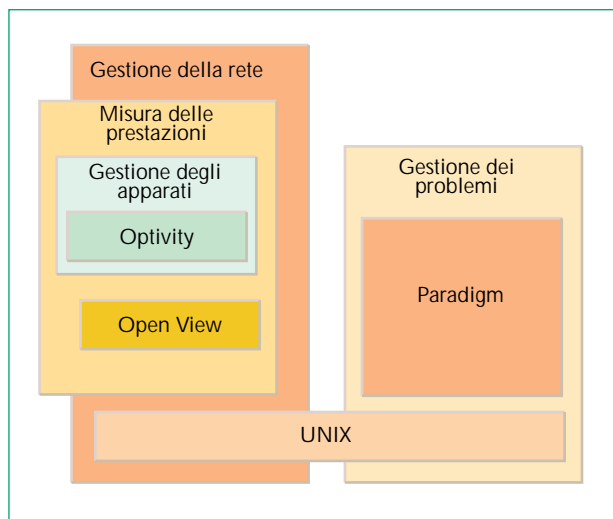 Gestione della rete
Misura delle
prestazioni
Gestione degli
apparati
Optivity
Open View
Gestione dei
problemi
Paradigm
UNIX